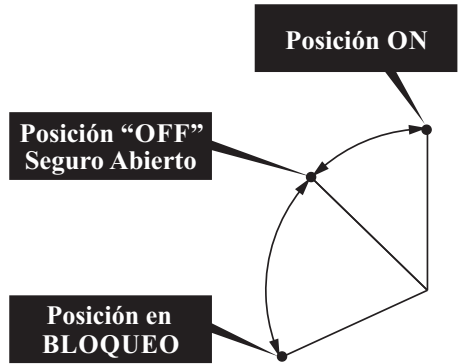 Posición ON
Posición “OFF”
Seguro Abierto
Posición en
BLOQUEO